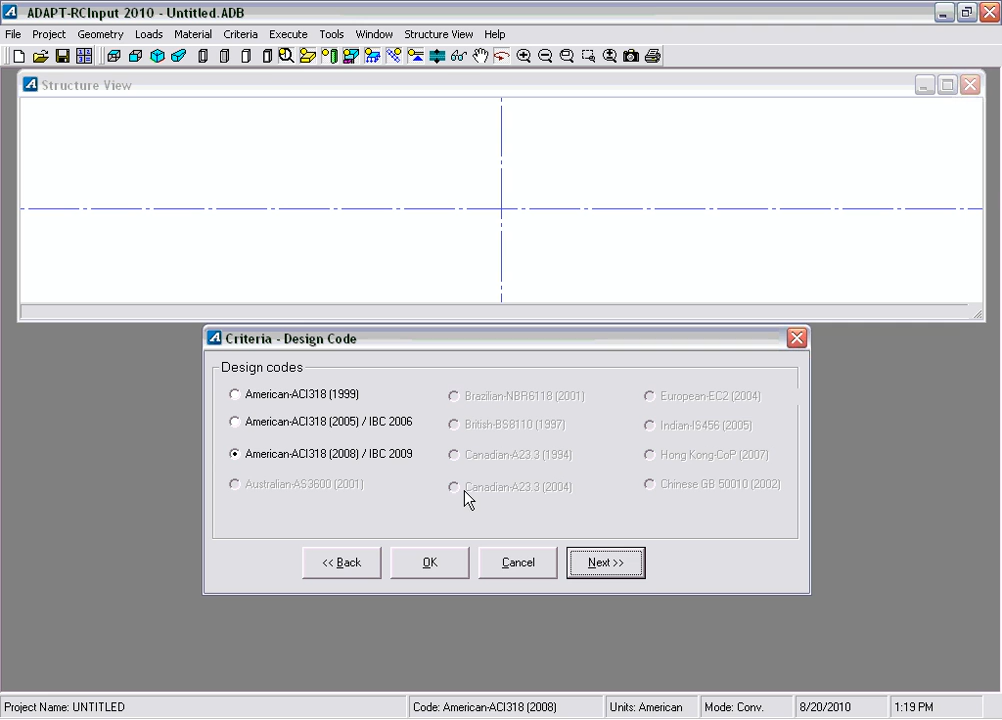 ADAPT-RCInput 2010 - Untitled.ADB
File Project Geometry Loads Material Criteria Execute Tools Window Structure View Help
Structure View
Criteria - Design Code
Design codes
American-ACI318 (1999) Brazilian-NBR6118 (2001) European-EC2 (2004)
American-ACI318 (2005) / IBC 2006 British-BS8110 (1997) Indian-IS456 (2005)
American-ACI318 (2008) / IBC 2009 Canadian-A23.3 (1994) Hong Kong-CoP (2007)
Australian-AS3600 (2001) Canadian-A23.3 (2004) Chinese GB 50010 (2002)
<< Back OK Cancel Next >>
Project Name: UNTITLED Code: American-ACI318 (2008) Units: American Mode: Conv. 8/20/2010 1:19 PM